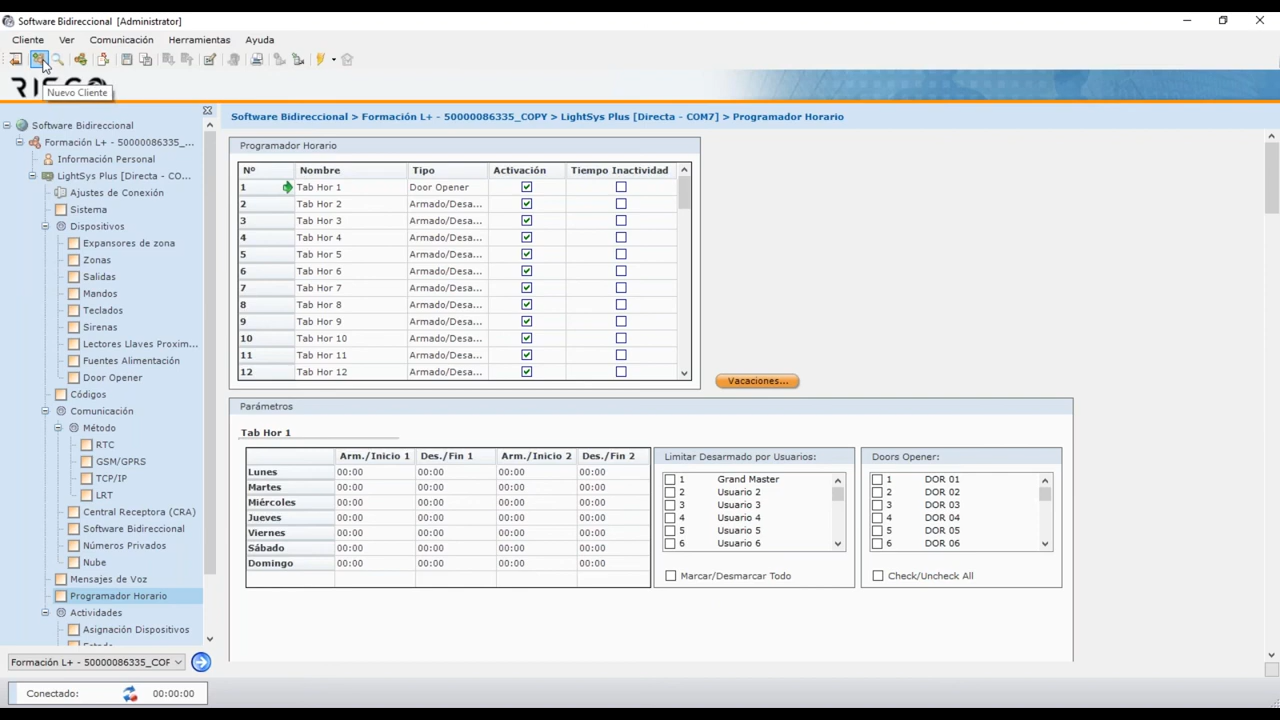 Software Bidireccional [Administrator]
Cliente Ver Comunicación Herramientas Ayuda
Nuevo Cliente
Software Bidireccional > Formación L+ - 50000086335_COPY > LightSys Plus [Directa - COM7] > Programador Horario
Software Bidireccional
Formación L+ - 50000086335_...
Información Personal
LightSys Plus [Directa - CO...
Ajustes de Conexión
Sistema
Dispositivos
Expansores de zona
Zonas
Salidas
Mandos
Teclados
Sirenas
Lectores Llaves Proxim...
Fuentes Alimentación
Door Opener
Códigos
Comunicación
Método
RTC
GSM/GPRS
TCP/IP
LRT
Central Receptora (CRA)
Software Bidireccional
Números Privados
Nube
Mensajes de Voz
Programador Horario
Actividades
Asignación Dispositivos
Formación L+ - 50000086335_COP
Conectado: 00:00:00
Programador Horario
Nº Nombre Tipo Activación Tiempo Inactividad
1 Tab Hor 1 Door Opener
2 Tab Hor 2 Armado/Desa...
3 Tab Hor 3 Armado/Desa...
4 Tab Hor 4 Armado/Desa...
5 Tab Hor 5 Armado/Desa...
6 Tab Hor 6 Armado/Desa...
7 Tab Hor 7 Armado/Desa...
8 Tab Hor 8 Armado/Desa...
9 Tab Hor 9 Armado/Desa...
10 Tab Hor 10 Armado/Desa...
11 Tab Hor 11 Armado/Desa...
12 Tab Hor 12 Armado/Desa...
Vacaciones...
Parámetros
Tab Hor 1
Arm./Inicio 1 Des./Fin 1 Arm./Inicio 2 Des./Fin 2
Lunes 00:00 00:00 00:00 00:00
Martes 00:00 00:00 00:00 00:00
Miércoles 00:00 00:00 00:00 00:00
Jueves 00:00 00:00 00:00 00:00
Viernes 00:00 00:00 00:00 00:00
Sábado 00:00 00:00 00:00 00:00
Domingo 00:00 00:00 00:00 00:00
Limitar Desarmado por Usuarios:
1 Grand Master
2 Usuario 2
3 Usuario 3
4 Usuario 4
5 Usuario 5
6 Usuario 6
Marcar/Desmarcar Todo
Doors Opener:
1 DOR 01
2 DOR 02
3 DOR 03
4 DOR 04
5 DOR 05
6 DOR 06
Check/Uncheck All